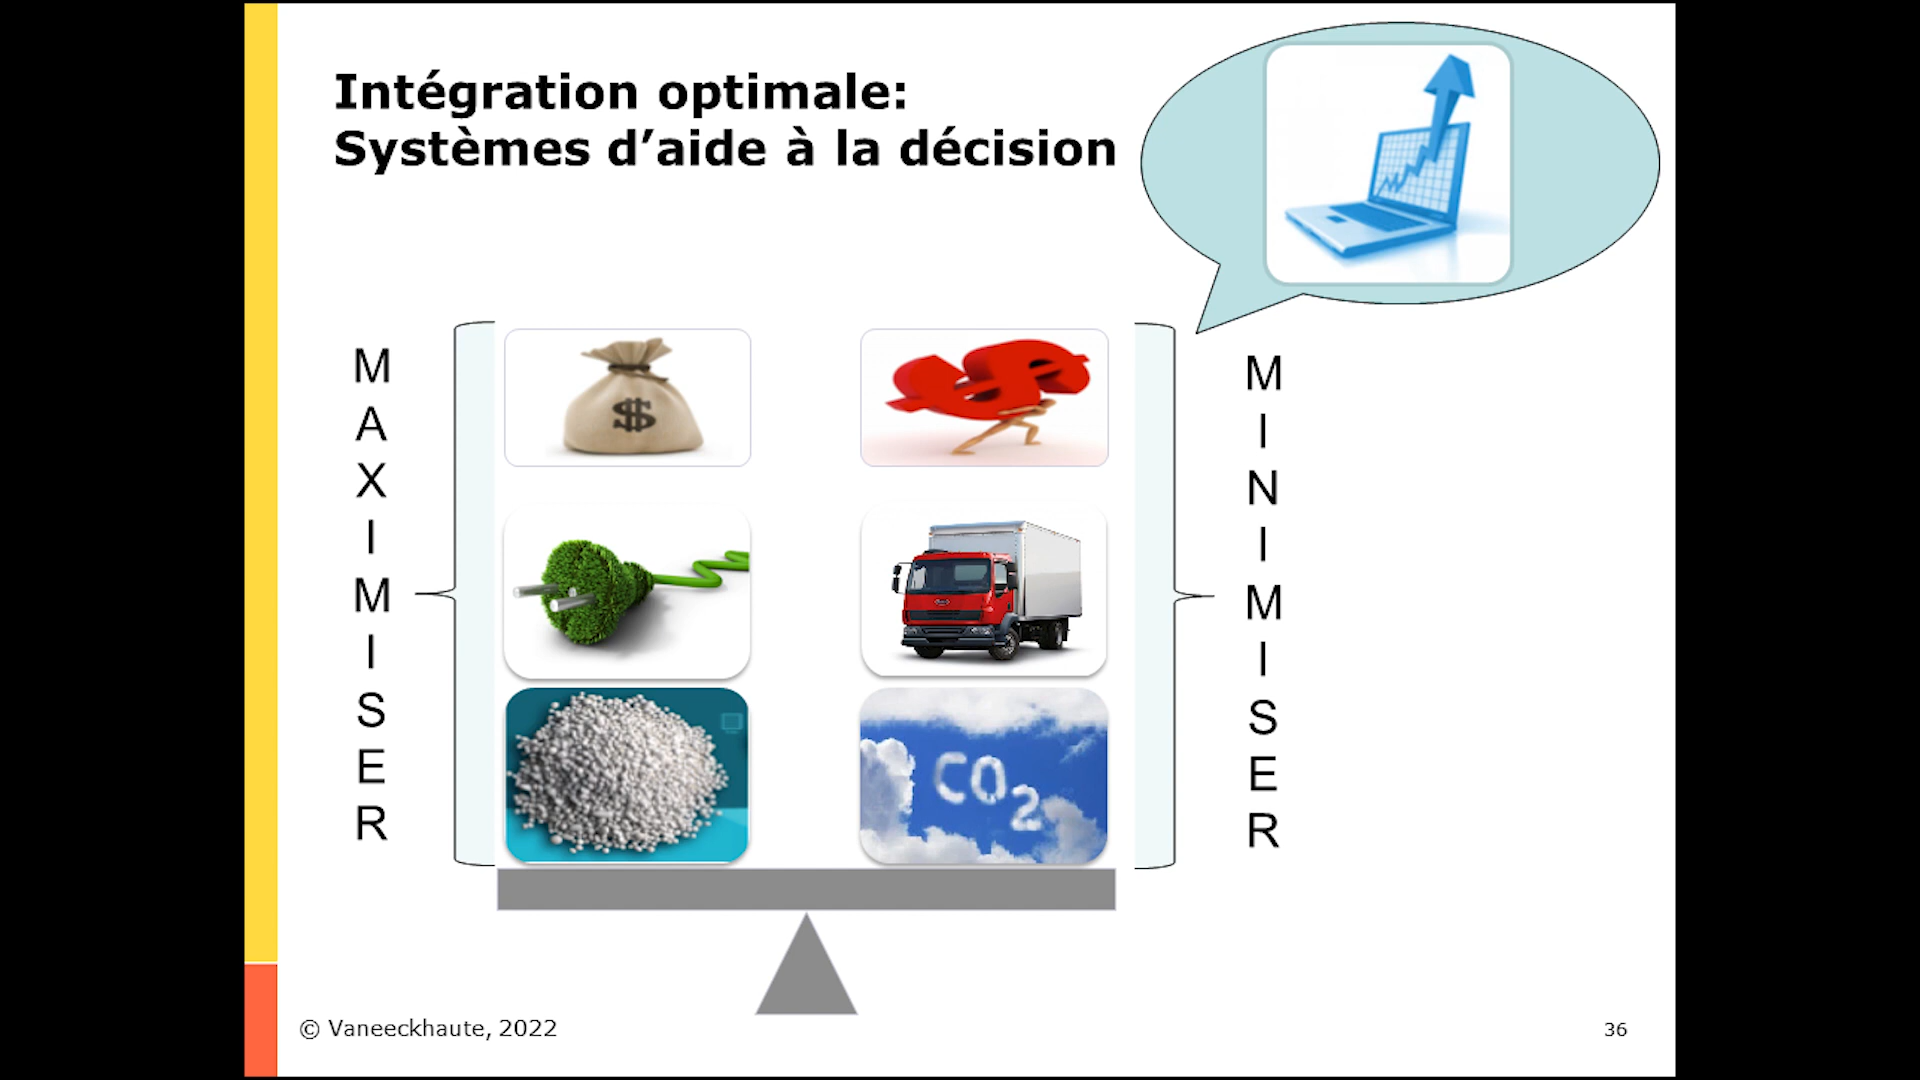 Intégration optimale:
Systèmes d’aide à la décision
MAXIMISER
$
$
CO2
MINIMISER
© Vaneeckhaute, 2022
36